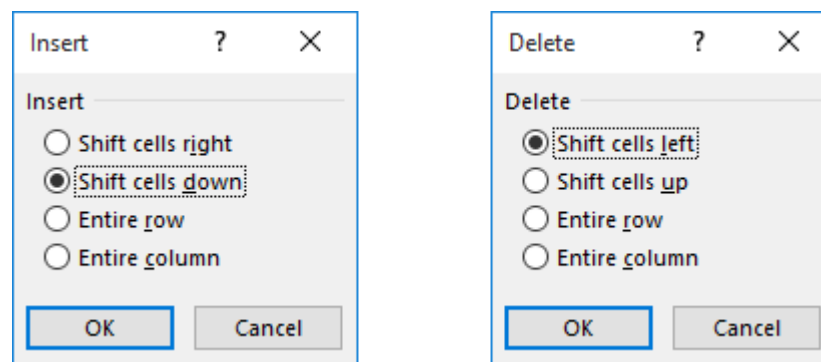 Insert ?
Insert
Shift cells right
Shift cells down
Entire row
Entire column
OK Cancel
Delete ?
Delete
Shift cells left
Shift cells up
Entire row
Entire column
OK Cancel